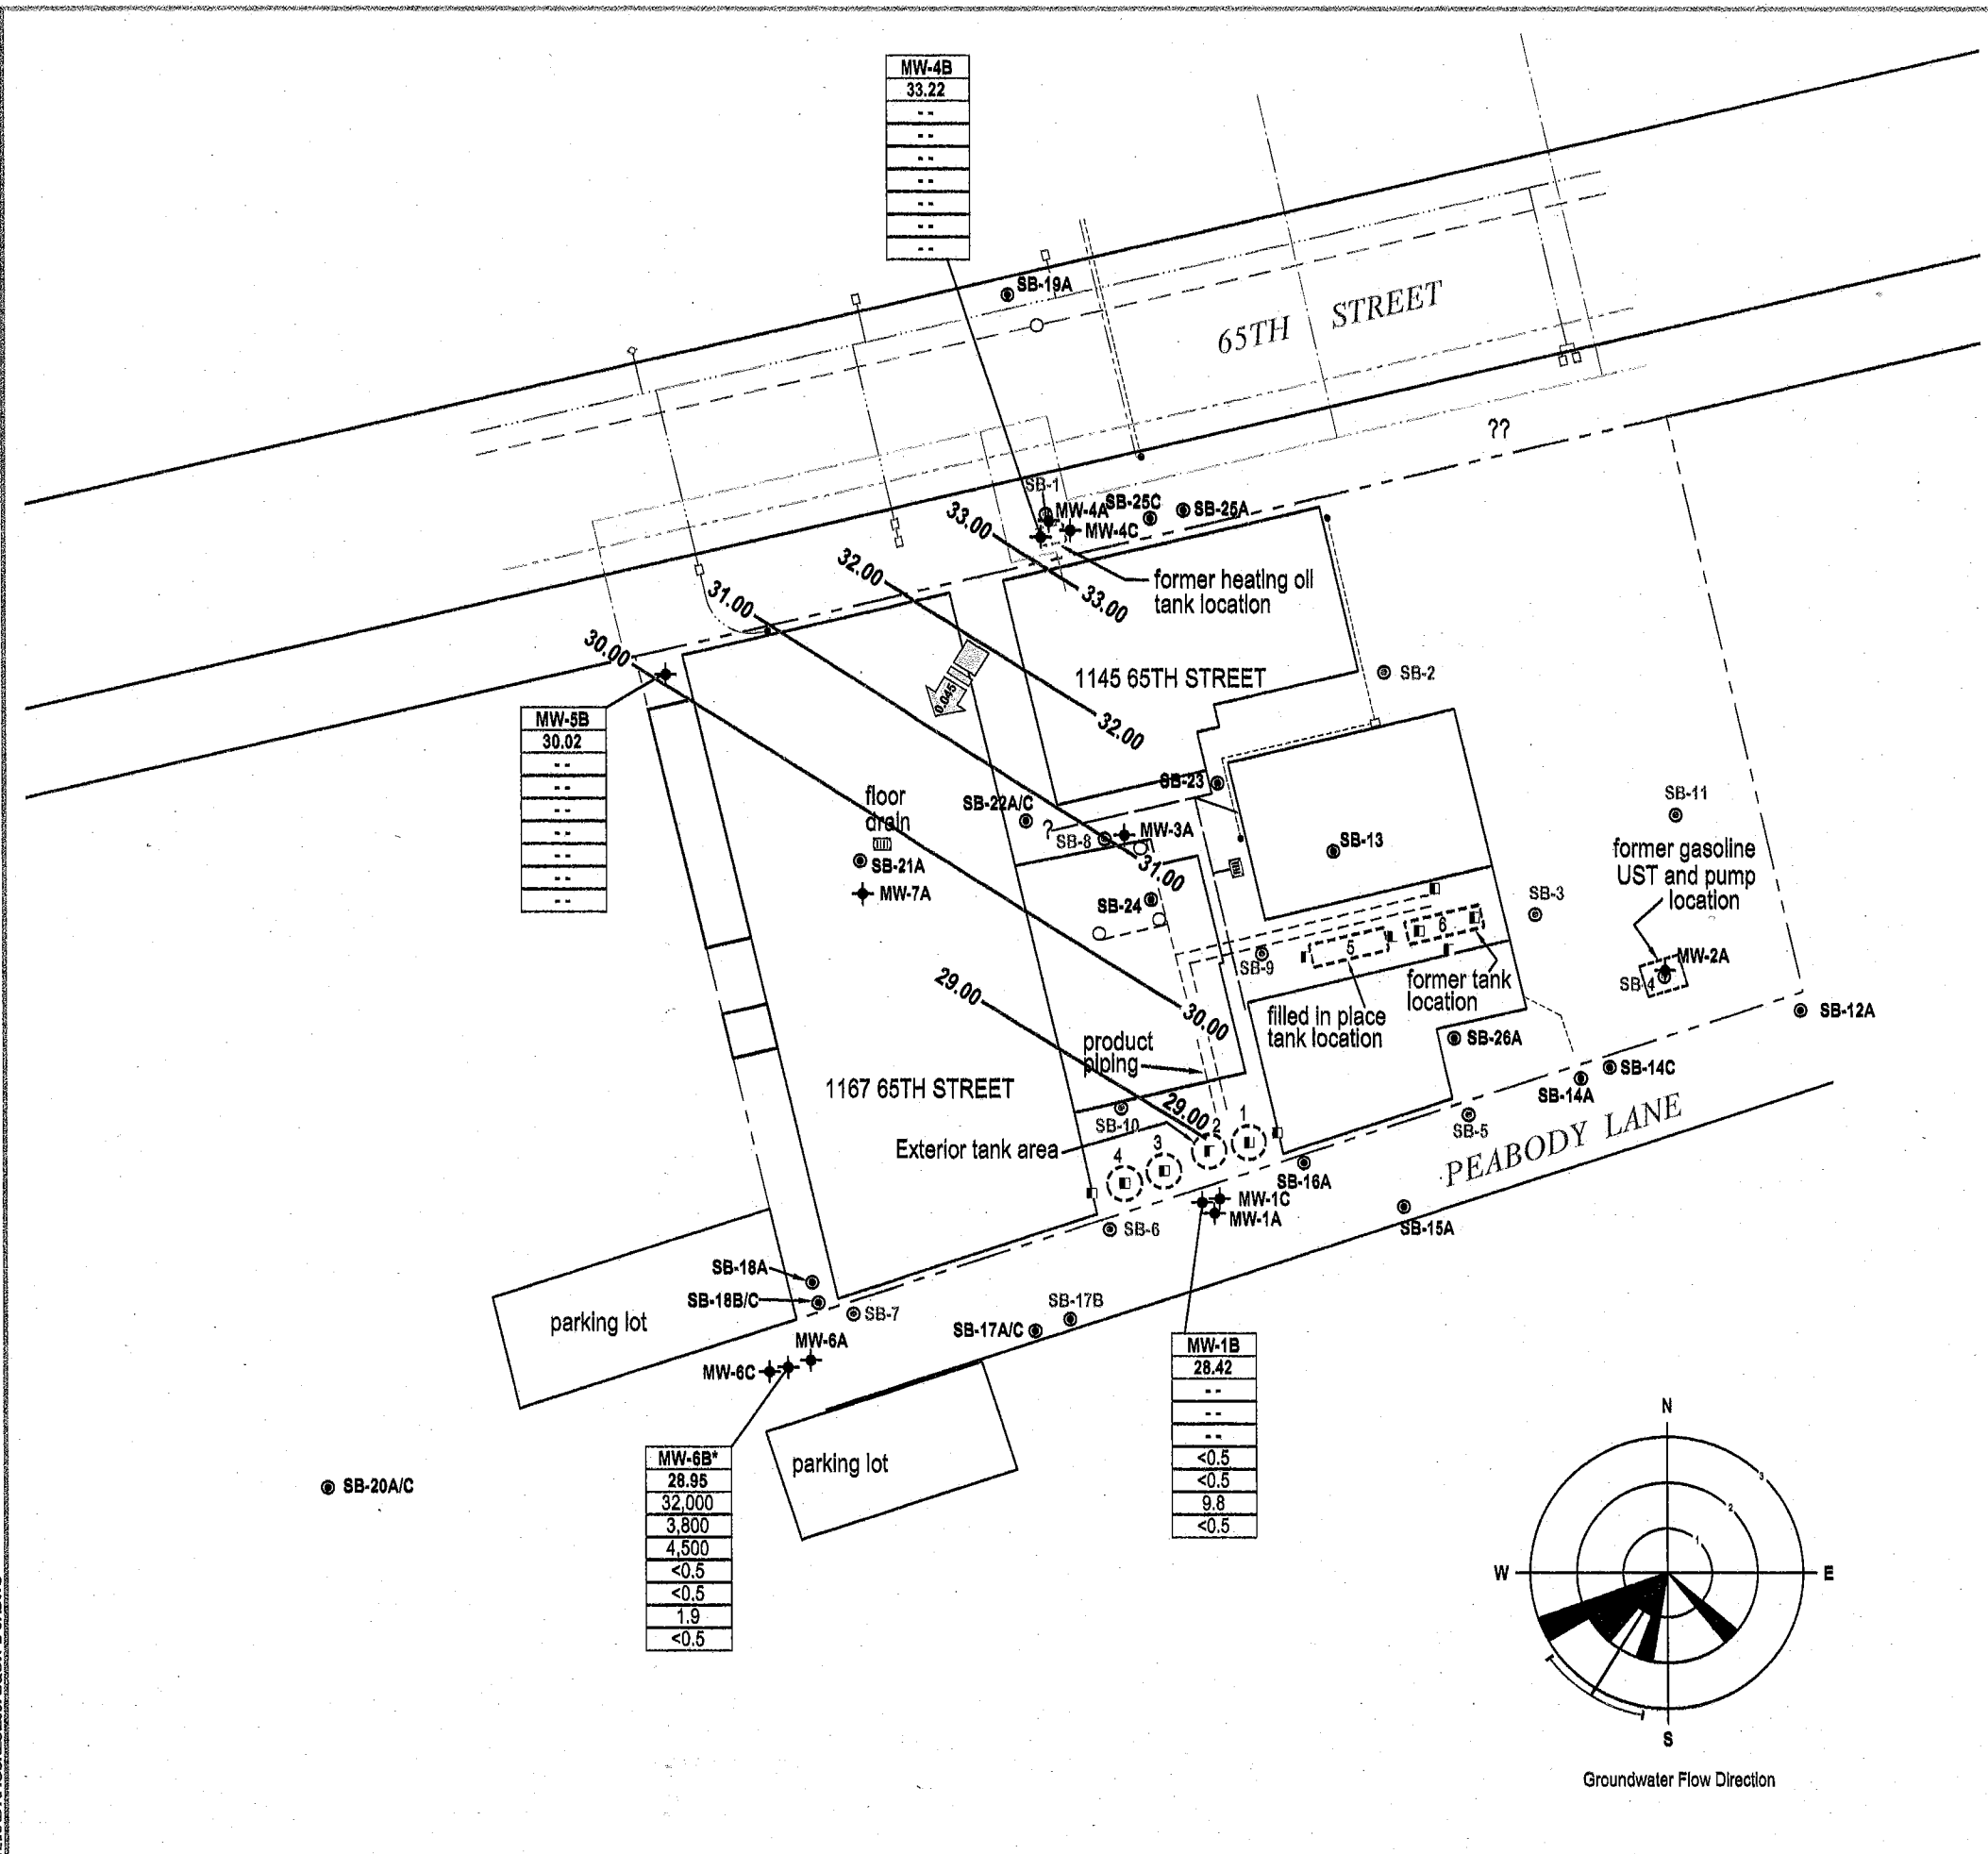 MW-4B
33.22
--
--
--
--
--
--
--
SB-19A
65TH STREET
??
SB-1
MW-4A
SB-25C
SB-25A
MW-4C
33.00
32.00
31.00
30.00
former heating oil
tank location
33.00
1145 65TH STREET
SB-2
0.045
32.00
MW-5B
30.02
--
--
--
--
--
--
--
floor
drain
SB-22A/C
SB-23
?
SB-8
MW-3A
SB-21A
MW-7A
31.00
SB-24
SB-13
SB-11
former gasoline
UST and pump
location
SB-3
MW-2A
SB-4
5
6
SB-9
former tank
location
filled in place
tank location
29.00
30.00
SB-12A
SB-26A
product
piping
SB-14C
SB-14A
1167 65TH STREET
29.00
SB-10
SB-5
PEABODY LANE
Exterior tank area
1
2
3
4
SB-16A
MW-1C
MW-1A
SB-15A
SB-6
SB-18A
SB-18B/C
SB-7
SB-17B
SB-17A/C
parking lot
MW-6A
MW-6C
parking lot
MW-1B
28.42
--
--
--
<0.5
<0.5
9.8
<0.5
MW-6B*
28.95
32,000
3,800
4,500
<0.5
<0.5
1.9
<0.5
SB-20A/C
N
3
2
1
W
E
S
Groundwater Flow Direction